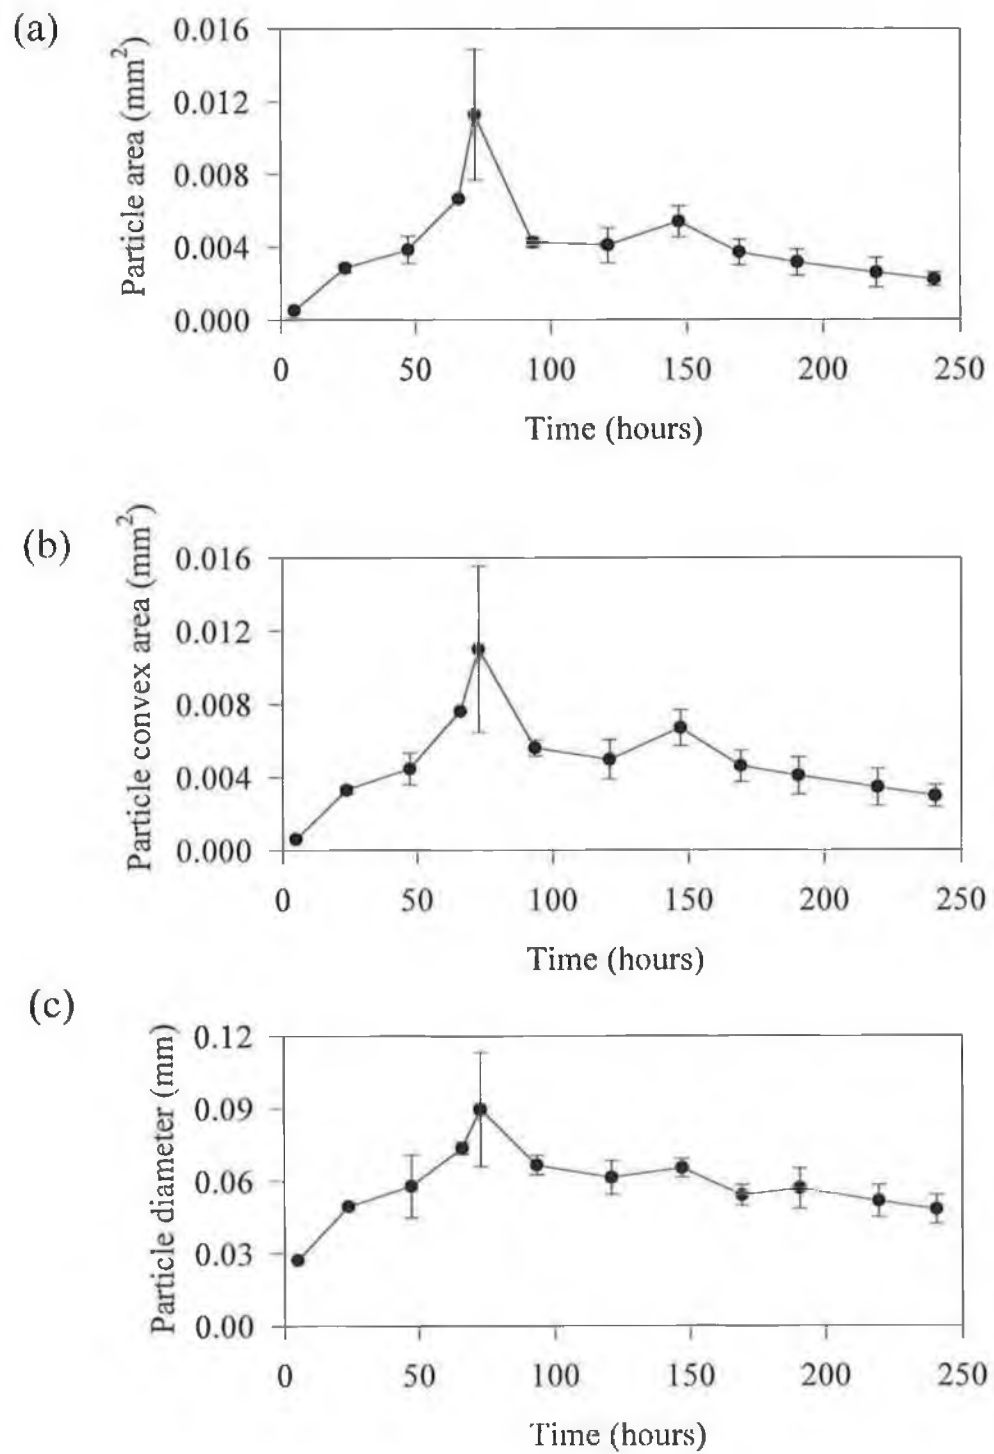 (a)
Particle area (mm²)
0.016
0.012
0.008
0.004
0.000
0 50 100 150 200 250
Time (hours)
(b)
Particle convex area (mm²)
0.016
0.012
0.008
0.004
0.000
0 50 100 150 200 250
Time (hours)
(c)
Particle diameter (mm)
0.12
0.09
0.06
0.03
0.00
0 50 100 150 200 250
Time (hours)